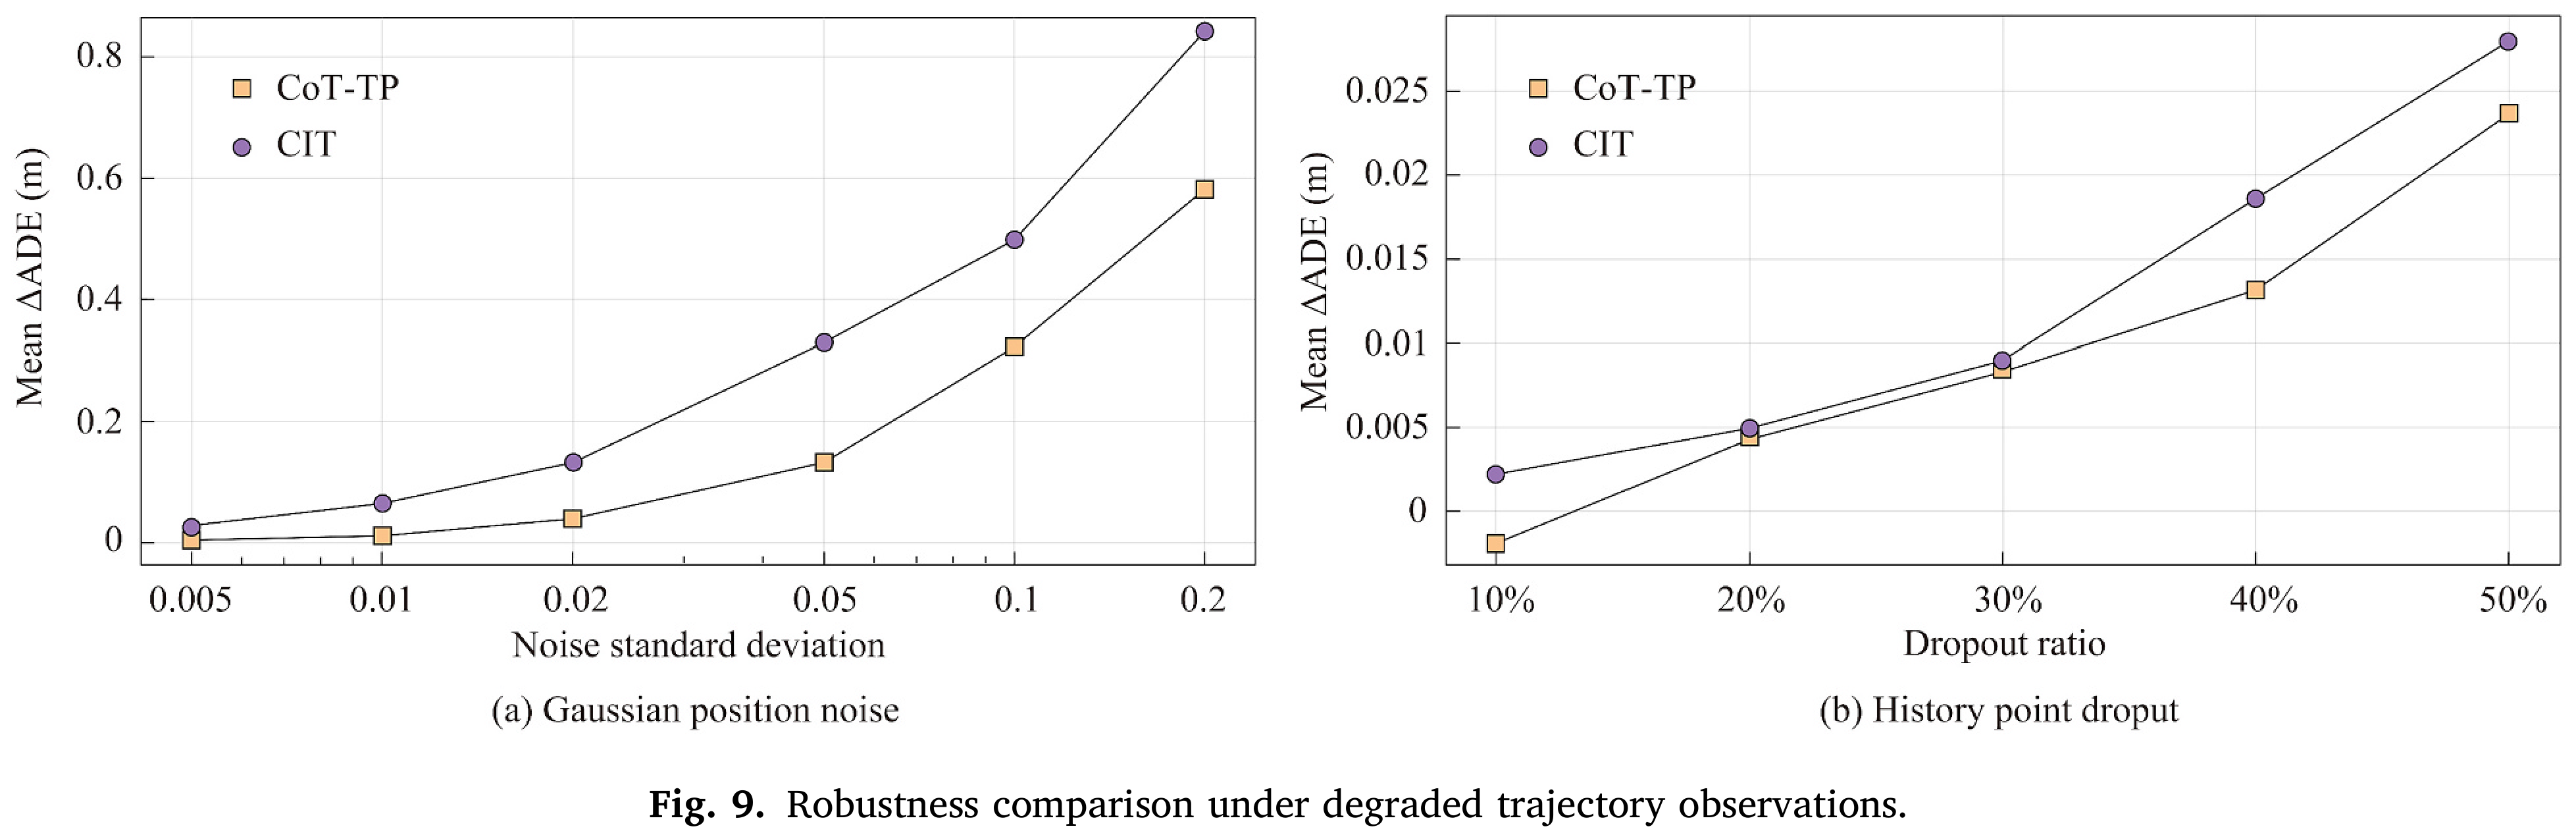 Mean ΔADE (m)
0.8
0.6
0.4
0.2
0
CoT-TP
CIT
0.005 0.01 0.02 0.05 0.1 0.2
Noise standard deviation
(a) Gaussian position noise
Mean ΔADE (m)
0.025
0.02
0.015
0.01
0.005
0
CoT-TP
CIT
10% 20% 30% 40% 50%
Dropout ratio
(b) History point droput
Fig. 9. Robustness comparison under degraded trajectory observations.